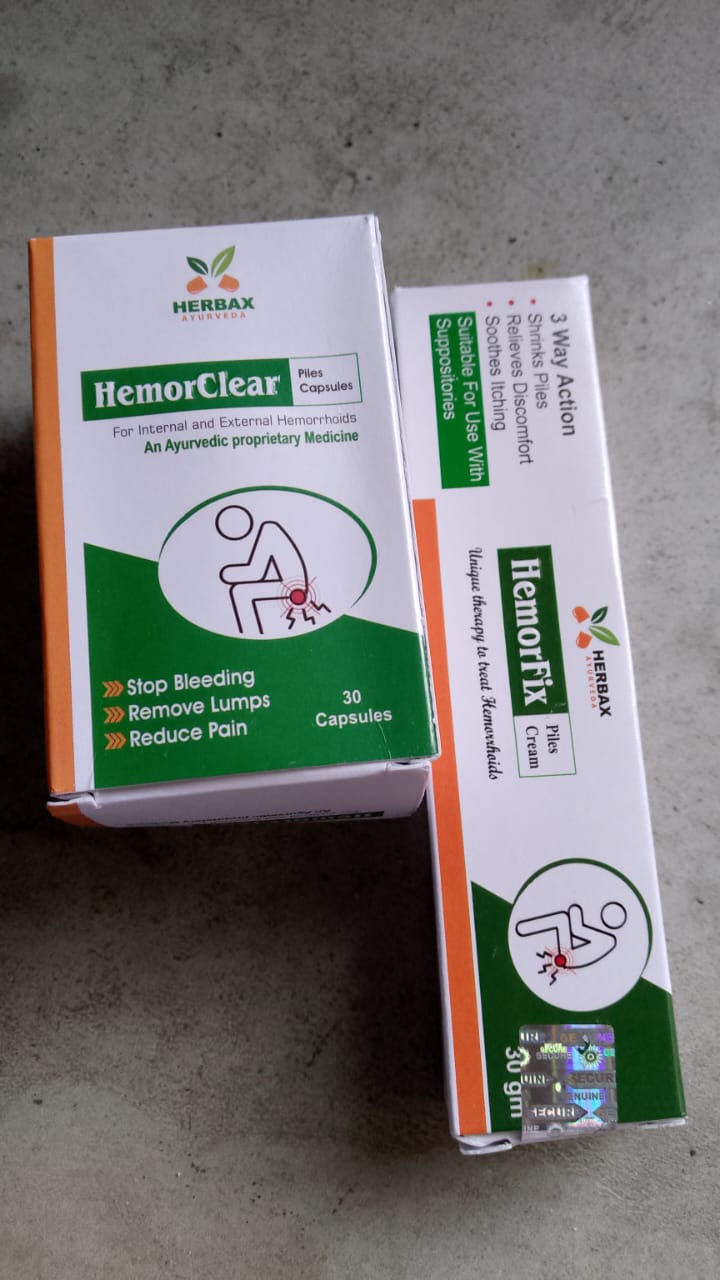 HERBAX
AYURVEDA
HemorClear
Piles
Capsules
For Internal and External Hemorrhoids
An Ayurvedic proprietary Medicine
Stop Bleeding
Remove Lumps
Reduce Pain
30
Capsules
3 Way Action
• Shrinks Piles
• Relieves Discomfort
• Soothes Itching
Suitable For Use With
Suppositories
HERBAX
AYURVEDA
HemorFix
Piles
Cream
Unique therapy to treat Hemorrhoids
30 gm
SECURE